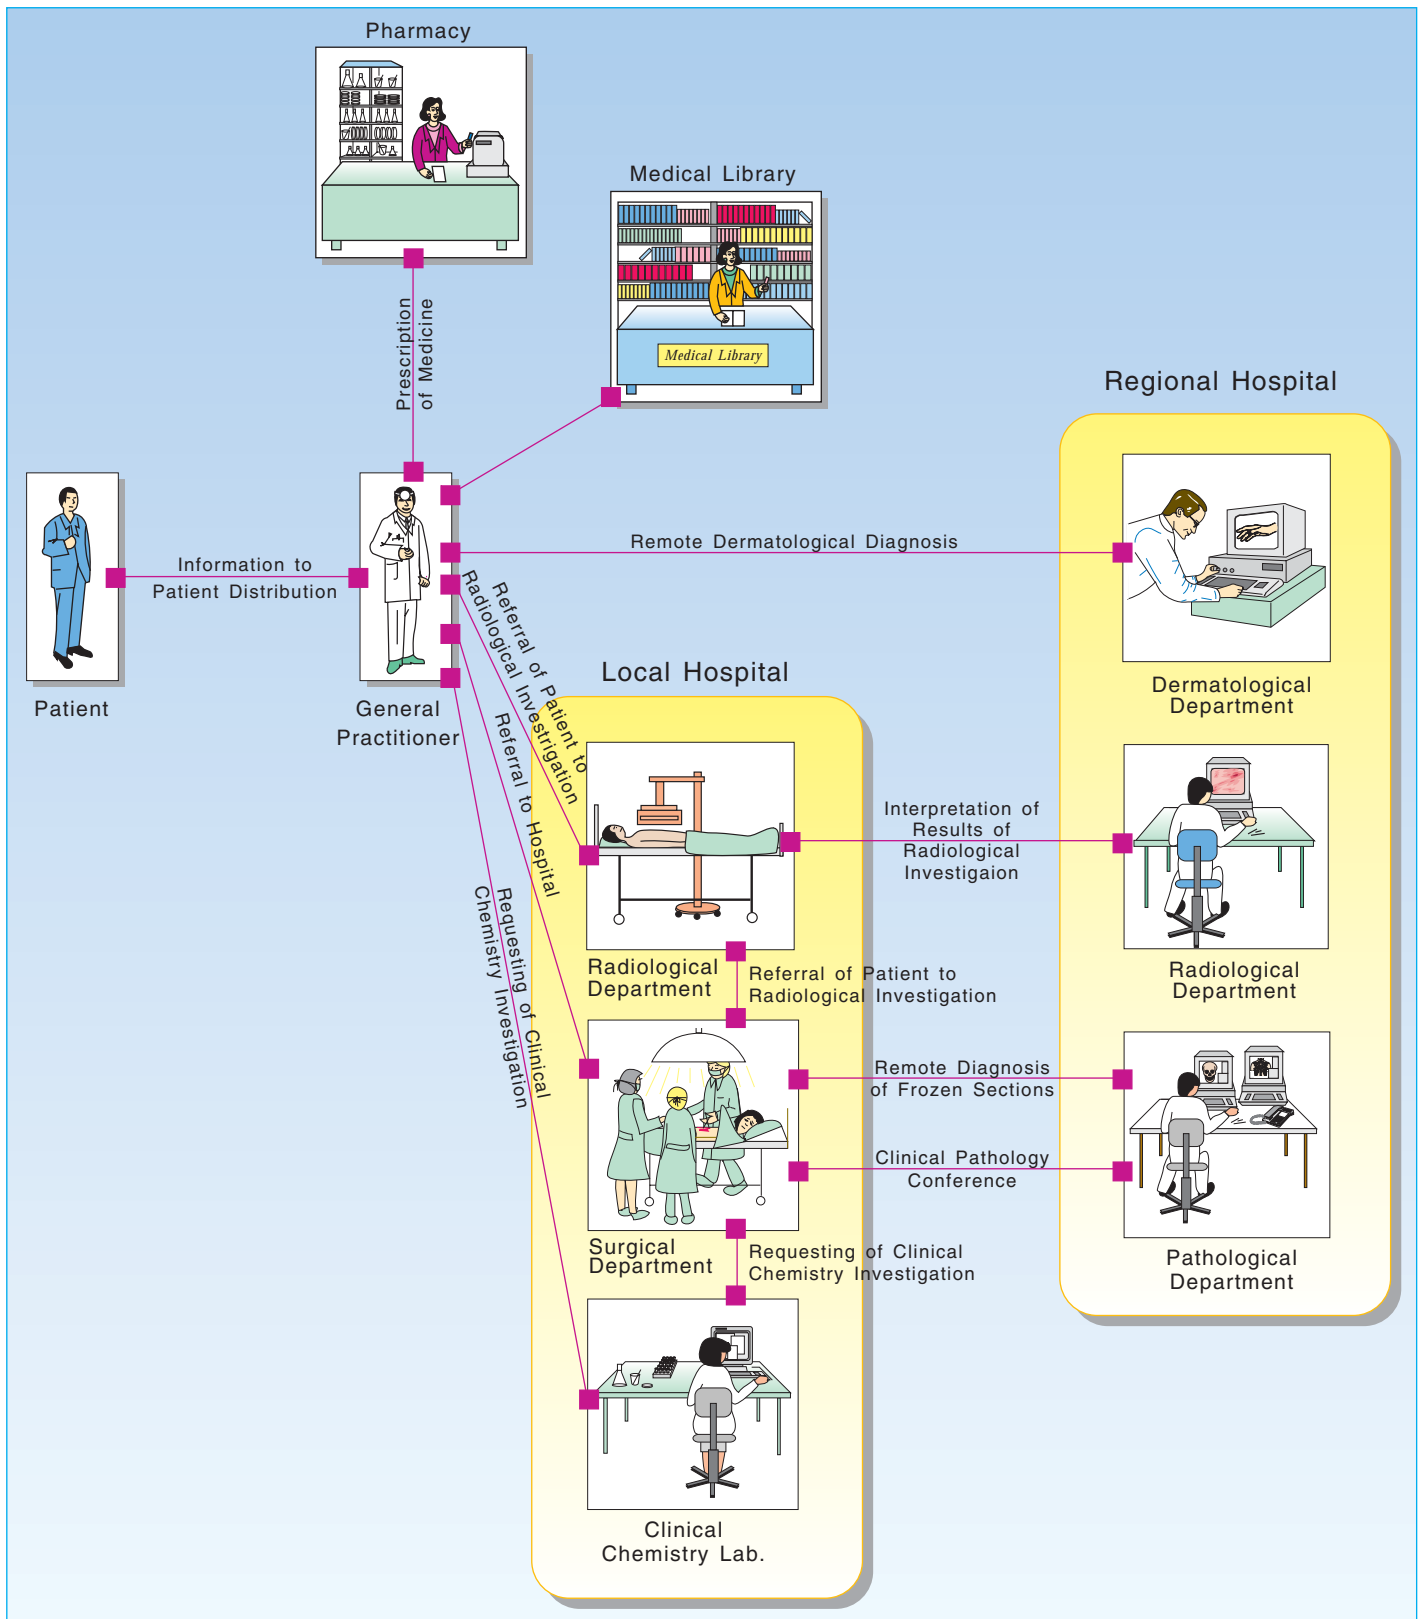 Pharmacy
Medical Library
Medical Library
Prescription
of Medicine
Regional Hospital
Information to
Patient Distribution
Remote Dermatological Diagnosis
Patient
General
Practitioner
Referral of Patient to
Radiological Investrigation
Referral to Hospital
Requesting of Clinical
Chemistry Investigation
Local Hospital
Dermatological
Department
Interpretation of
Results of
Radiological
Investigaion
Radiological
Department
Referral of Patient to
Radiological Investigation
Radiological
Department
Remote Diagnosis
of Frozen Sections
Clinical Pathology
Conference
Surgical
Department
Requesting of Clinical
Chemistry Investigation
Pathological
Department
Clinical
Chemistry Lab.